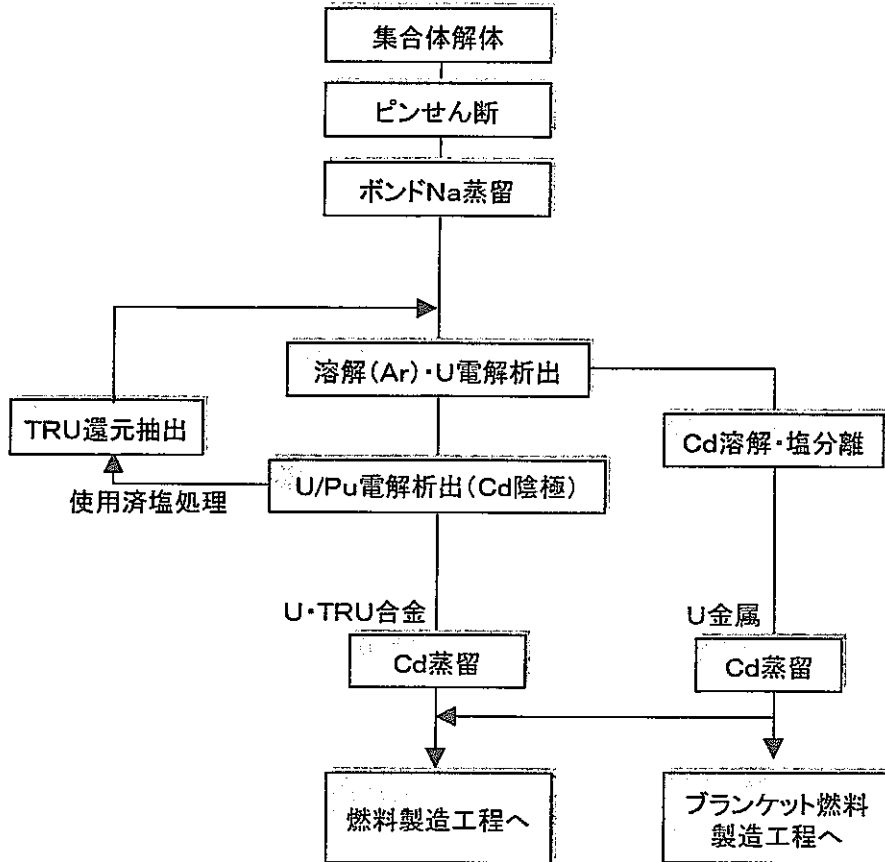 集合体解体
ピンせん断
ボンドNa蒸留
溶解(Ar)・U電解析出
TRU還元抽出
Cd溶解・塩分離
U/Pu電解析出(Cd陰極)
使用済塩処理
U・TRU合金
U金属
Cd蒸留
Cd蒸留
燃料製造工程へ
ブランケット燃料
製造工程へ